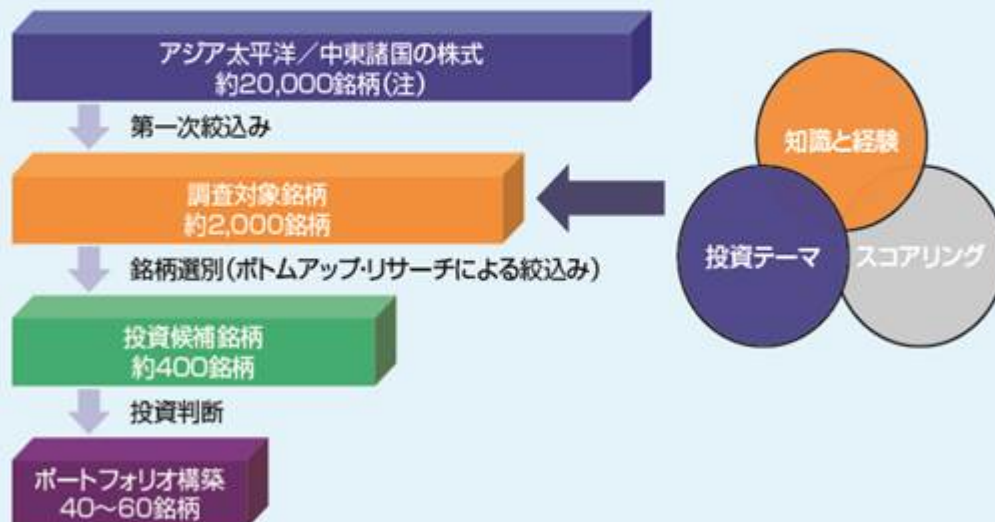 アジア太平洋／中東諸国の株式
約20,000銘柄(注)
第一次絞込み
調査対象銘柄
約2,000銘柄
銘柄選別(ボトムアップ・リサーチによる絞込み)
投資候補銘柄
約400銘柄
投資判断
ポートフォリオ構築
40〜60銘柄
知識と経験
投資テーマ
スコアリング